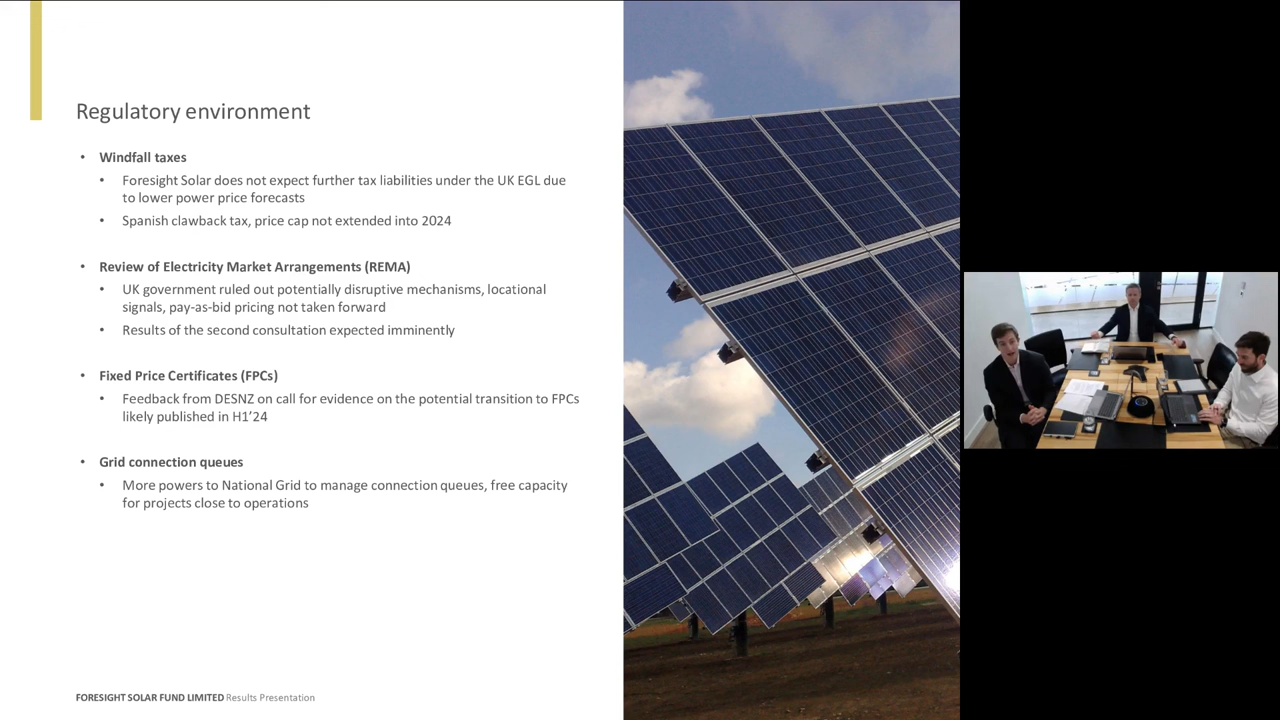 Regulatory environment
• Windfall taxes
• Foresight Solar does not expect further tax liabilities under the UK EGL due
to lower power price forecasts
• Spanish clawback tax, price cap not extended into 2024
• Review of Electricity Market Arrangements (REMA)
• UK government ruled out potentially disruptive mechanisms, locational
signals, pay-as-bid pricing not taken forward
• Results of the second consultation expected imminently
• Fixed Price Certificates (FPCs)
• Feedback from DESNZ on call for evidence on the potential transition to FPCs
likely published in H1’24
• Grid connection queues
• More powers to National Grid to manage connection queues, free capacity
for projects close to operations
FORESIGHT SOLAR FUND LIMITED Results Presentation